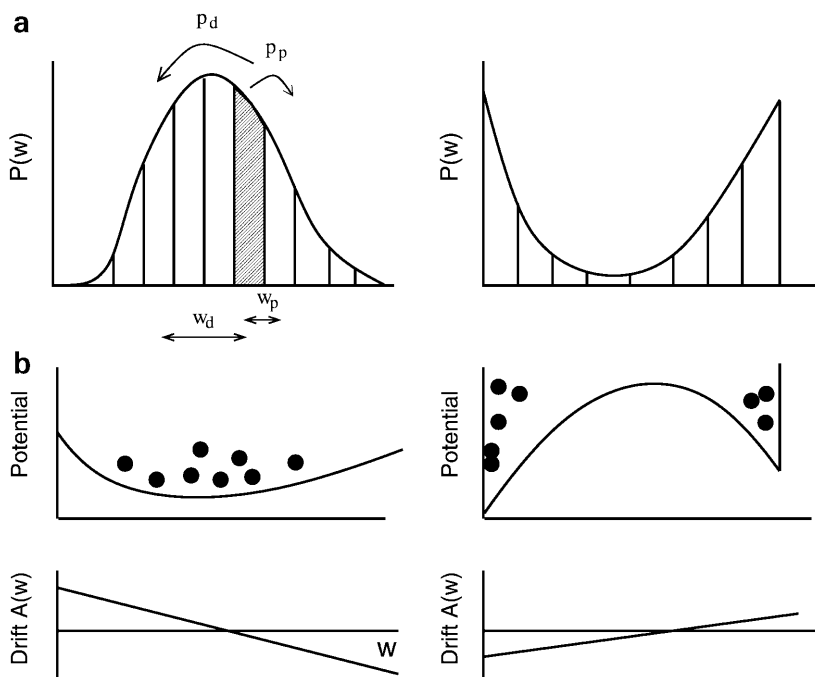 a
p_d
p_p
P(w)
P(w)
w_p
w_d
b
Potential
Potential
Drift A(w)
w
Drift A(w)